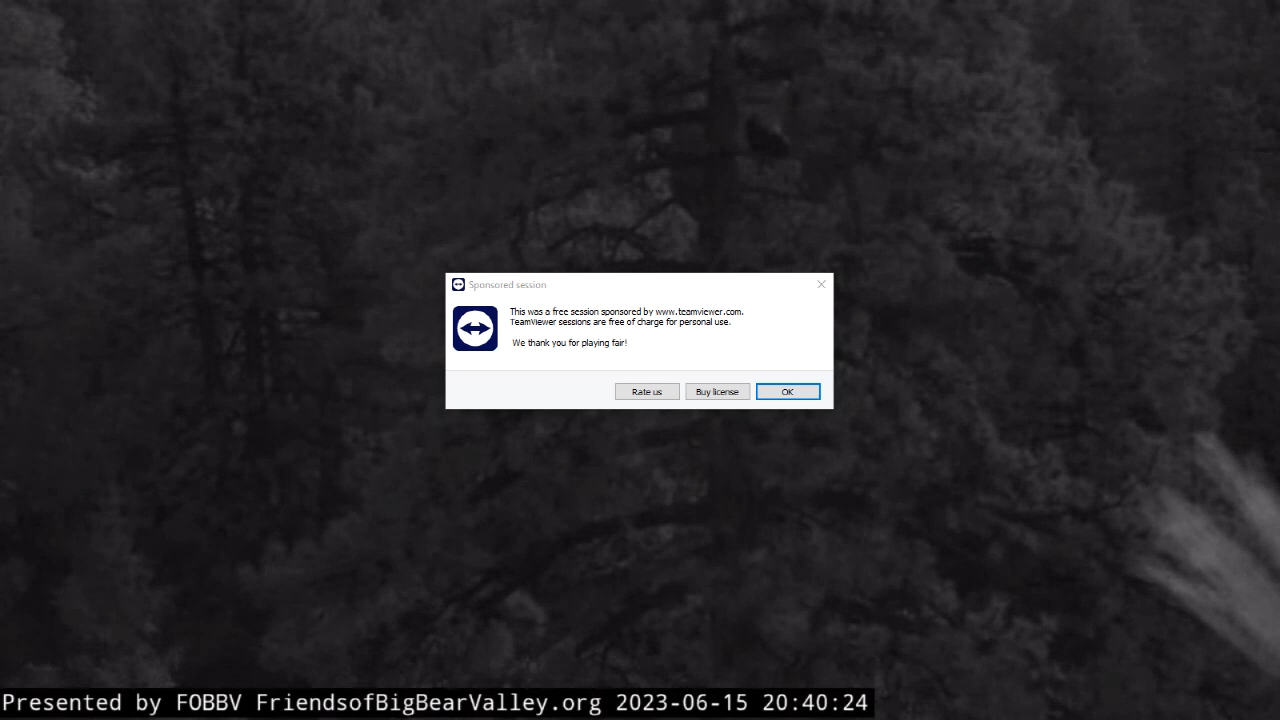 Sponsored session
This was a free session sponsored by www.teamviewer.com.
TeamViewer sessions are free of charge for personal use.
We thank you for playing fair!
Rate us
Buy license
OK
Presented by FOBBV FriendsofBigBearValley.org 2023-06-15 20:40:24